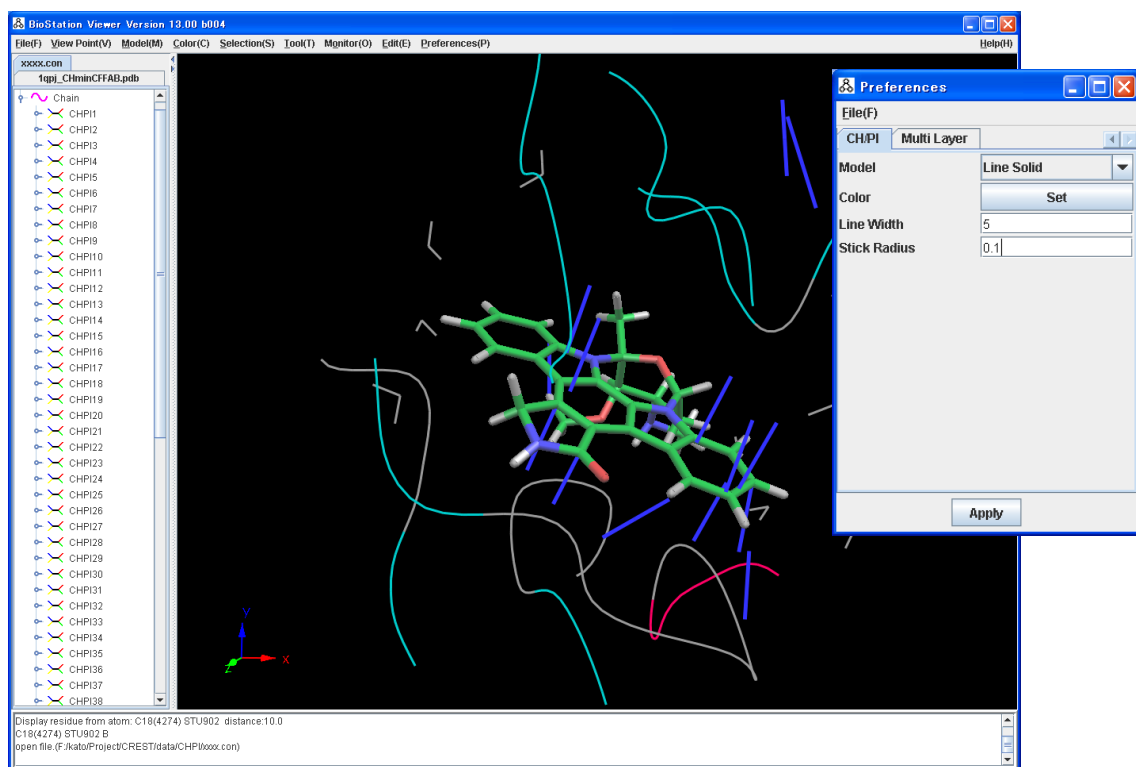 BioStation Viewer Version 13.00 b004
File(F) View Point(V) Model(M) Color(C) Selection(S) Tool(T) Monitor(O) Edit(E) Preferences(P) Help(H)
xxxx.con
1qpj_CHminCFFAB.pdb
Chain
CHPI1
CHPI2
CHPI3
CHPI4
CHPI5
CHPI6
CHPI7
CHPI8
CHPI9
CHPI10
CHPI11
CHPI12
CHPI13
CHPI14
CHPI15
CHPI16
CHPI17
CHPI18
CHPI19
CHPI20
CHPI21
CHPI22
CHPI23
CHPI24
CHPI25
CHPI26
CHPI27
CHPI28
CHPI29
CHPI30
CHPI31
CHPI32
CHPI33
CHPI34
CHPI35
CHPI36
CHPI37
CHPI38
Y
X
Z
Preferences
File(F)
CH/PI Multi Layer
Model Line Solid
Color Set
Line Width 5
Stick Radius 0.1
Apply
Display residue from atom: C18(4274) STU902 distance:10.0
C18(4274) STU902 B
open file.(F:/kato/Project/CREST/data/CHPI/xxxx.con)